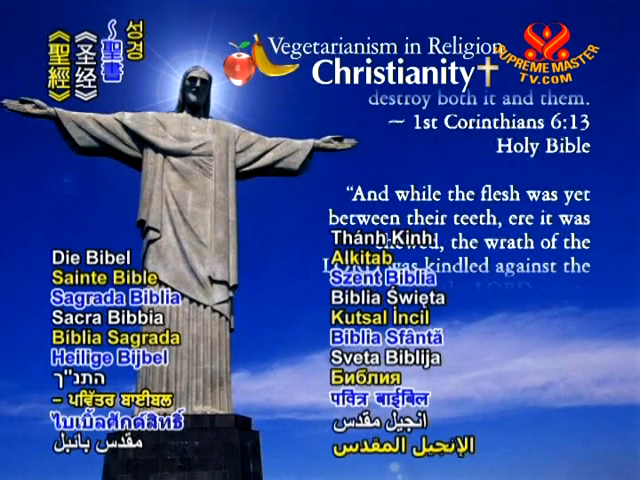 《聖經》
《圣经》
聖書
성경
Vegetarianism in Religion
Christianity
SUPREME MASTER
TV.COM
destroy both it and them.
~ 1st Corinthians 6:13
Holy Bible
“And while the flesh was yet
between their teeth, ere it was
the wrath of the
was kindled against the
Die Bibel
Sainte Bible
Sagrada Bíblia
Sacra Bibbia
Bíblia Sagrada
Heilige Bijbel
התנ"ך
– ਪਵਿੱਤਰ ਬਾਈਬਲ
ไบเบิ้ลศักดิ์สิทธิ์
مقدس بائبل
Thánh Kinh
Alkitab
Szent Biblia
Biblia Święta
Kutsal İncil
Biblia Sfântă
Sveta Biblija
Библия
पवित्र बाईबिल
انجیل مقدس
الإنجيل المقدس